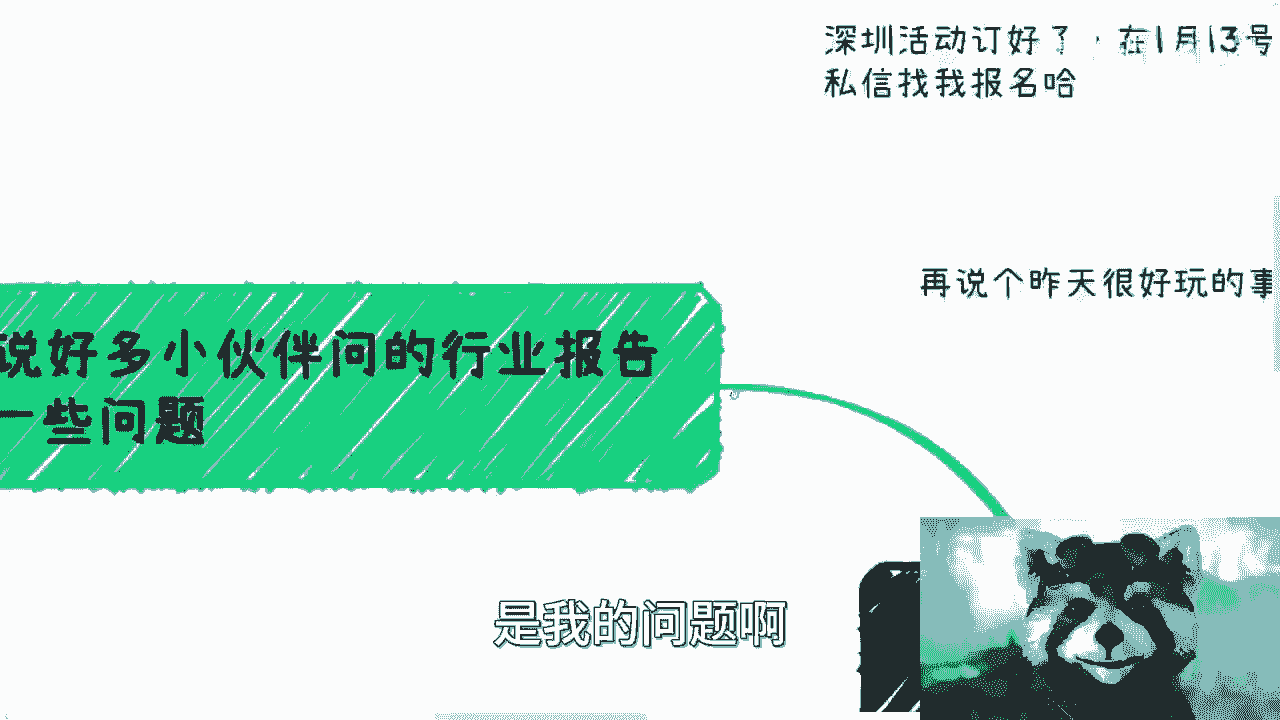 深圳活动订好了，在1月13号
私信找我报名哈
再说个昨天很好玩的事
说好多小伙伴问的行业报告
一些问题
是我的问题啊